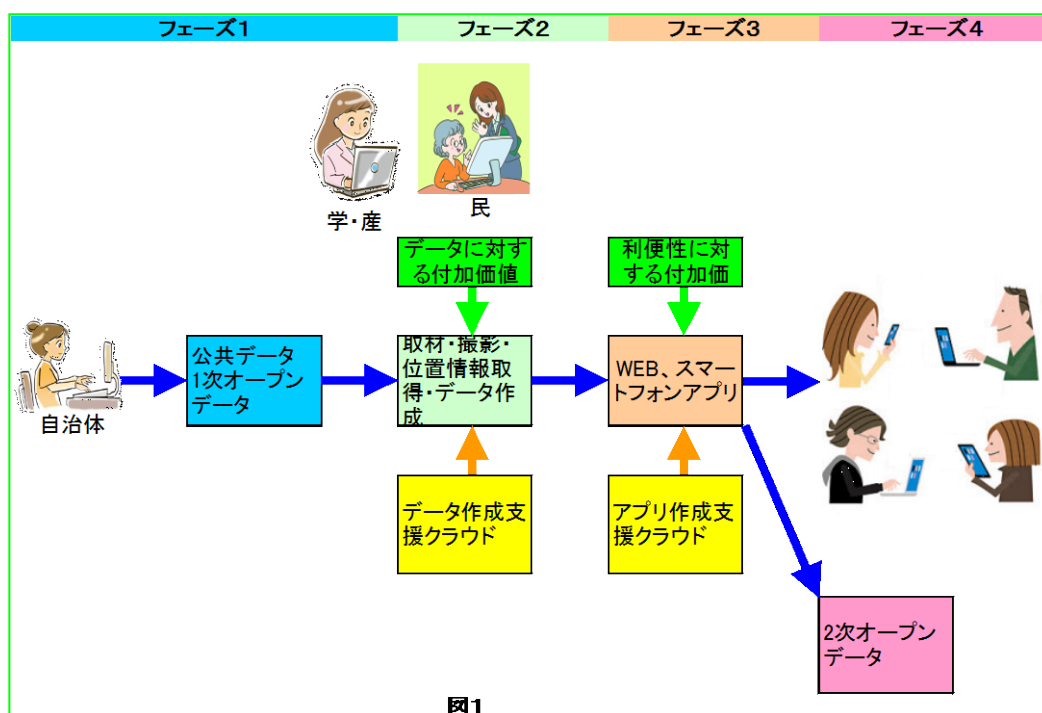 フェーズ1
フェーズ2
フェーズ3
フェーズ4
学・産
民
データに対す
る付加価値
利便性に対
する付加価
自治体
公共データ
1次オープン
データ
取材・撮影・
位置情報取
得・データ作
成
WEB、スマー
トフォンアプリ
データ作成支
援クラウド
アプリ作成支
援クラウド
2次オープン
データ
図1